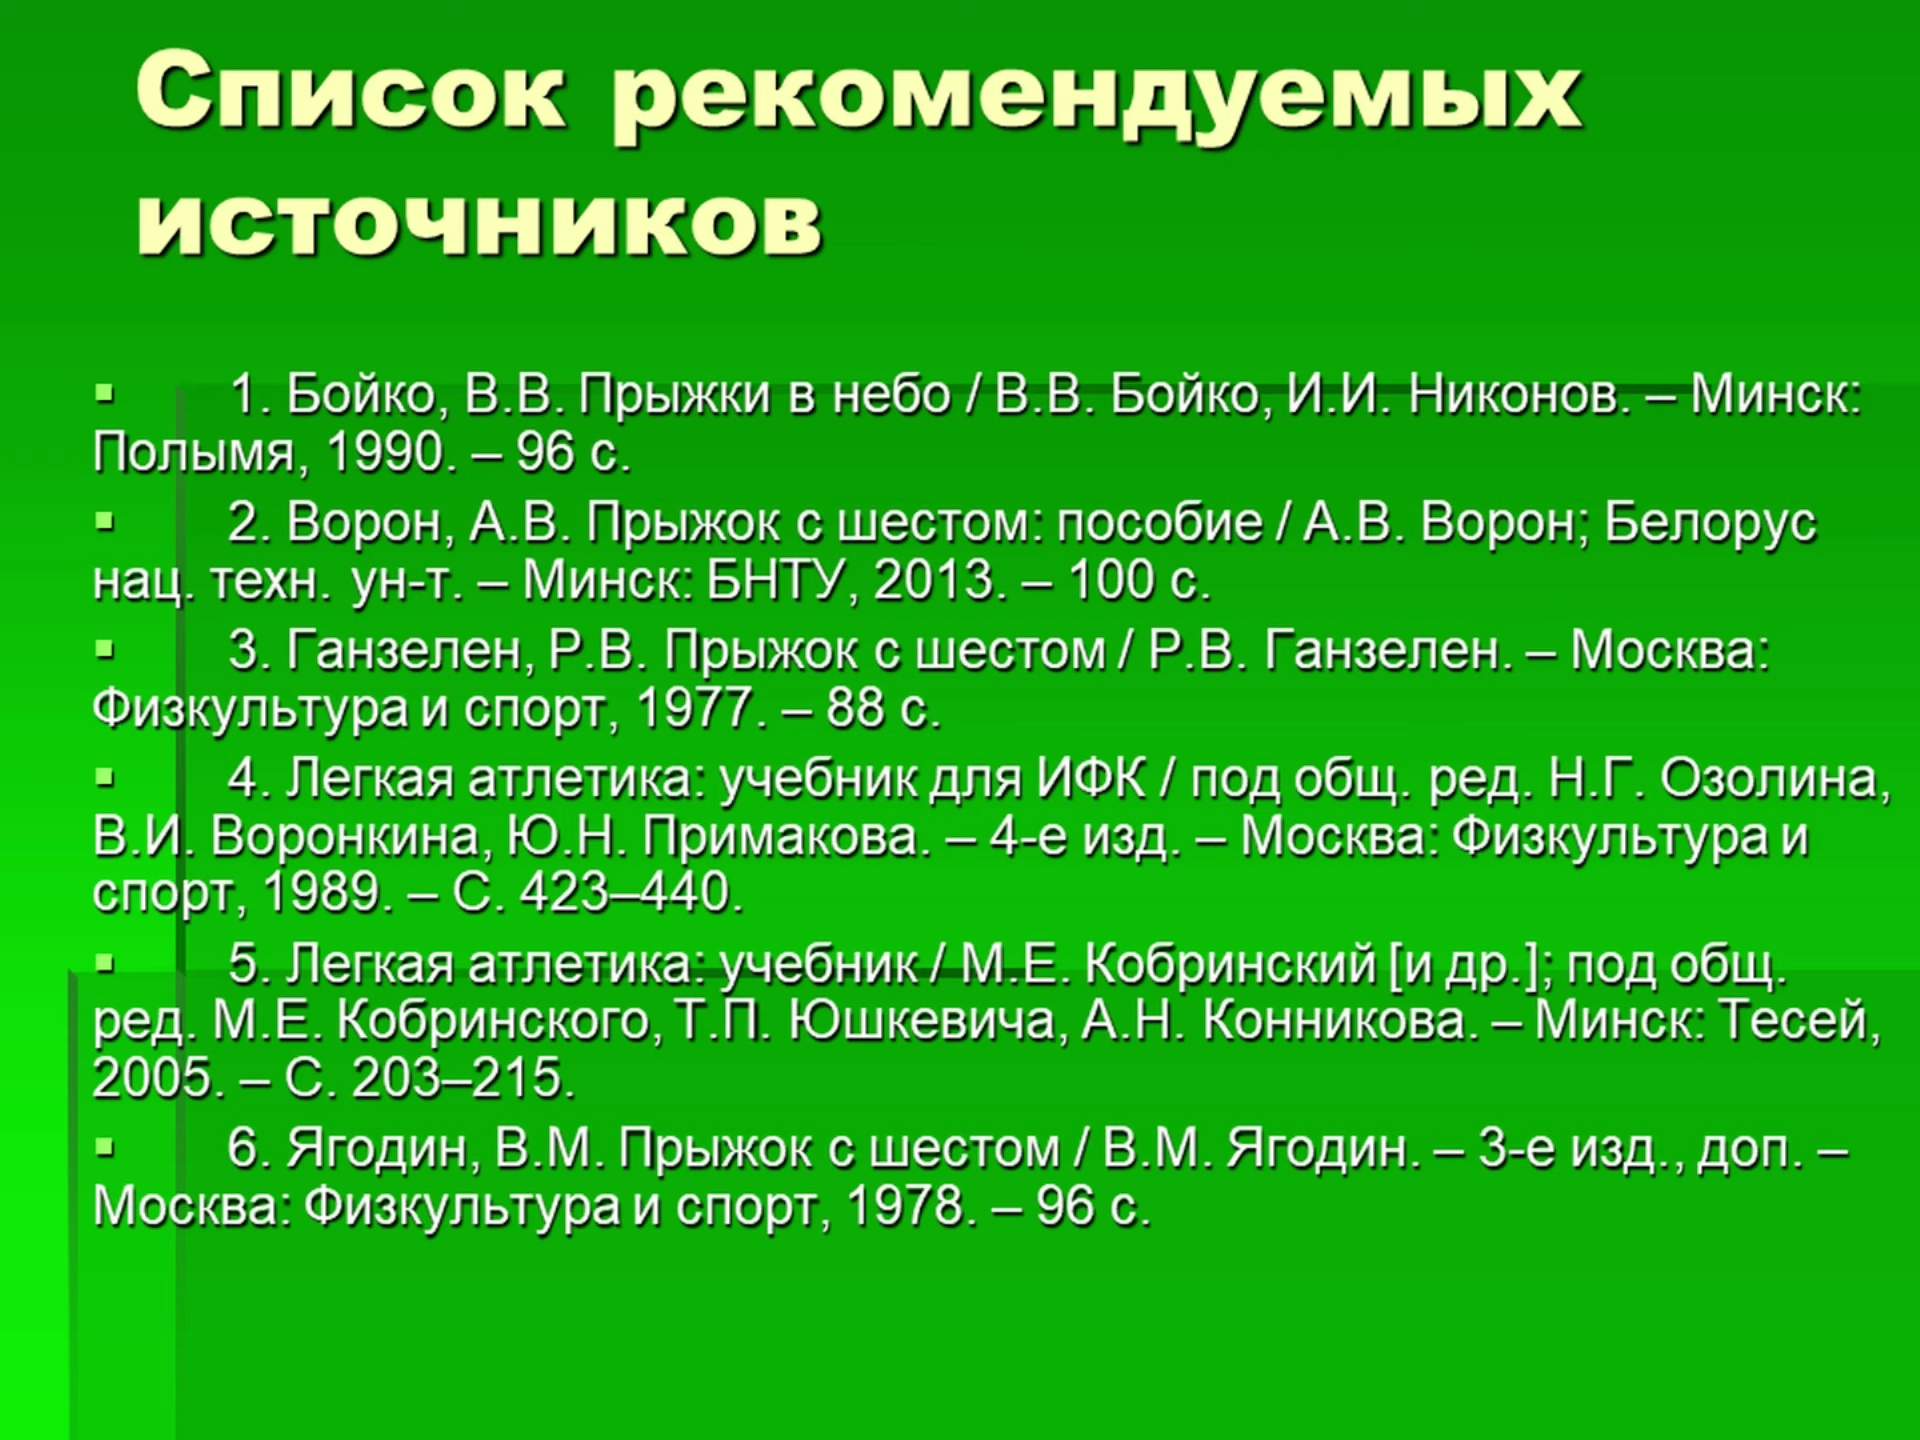 Список рекомендуемых
источников
1. Бойко, В.В. Прыжки в небо / В.В. Бойко, И.И. Никонов. – Минск:
Полымя, 1990. – 96 с.
2. Ворон, А.В. Прыжок с шестом: пособие / А.В. Ворон; Белорус
нац. техн. ун-т. – Минск: БНТУ, 2013. – 100 с.
3. Ганзелен, Р.В. Прыжок с шестом / Р.В. Ганзелен. – Москва:
Физкультура и спорт, 1977. – 88 с.
4. Легкая атлетика: учебник для ИФК / под общ. ред. Н.Г. Озолина,
В.И. Воронкина, Ю.Н. Примакова. – 4-е изд. – Москва: Физкультура и
спорт, 1989. – С. 423–440.
5. Легкая атлетика: учебник / М.Е. Кобринский [и др.]; под общ.
ред. М.Е. Кобринского, Т.П. Юшкевича, А.Н. Конникова. – Минск: Тесей,
2005. – С. 203–215.
6. Ягодин, В.М. Прыжок с шестом / В.М. Ягодин. – 3-е изд., доп. –
Москва: Физкультура и спорт, 1978. – 96 с.